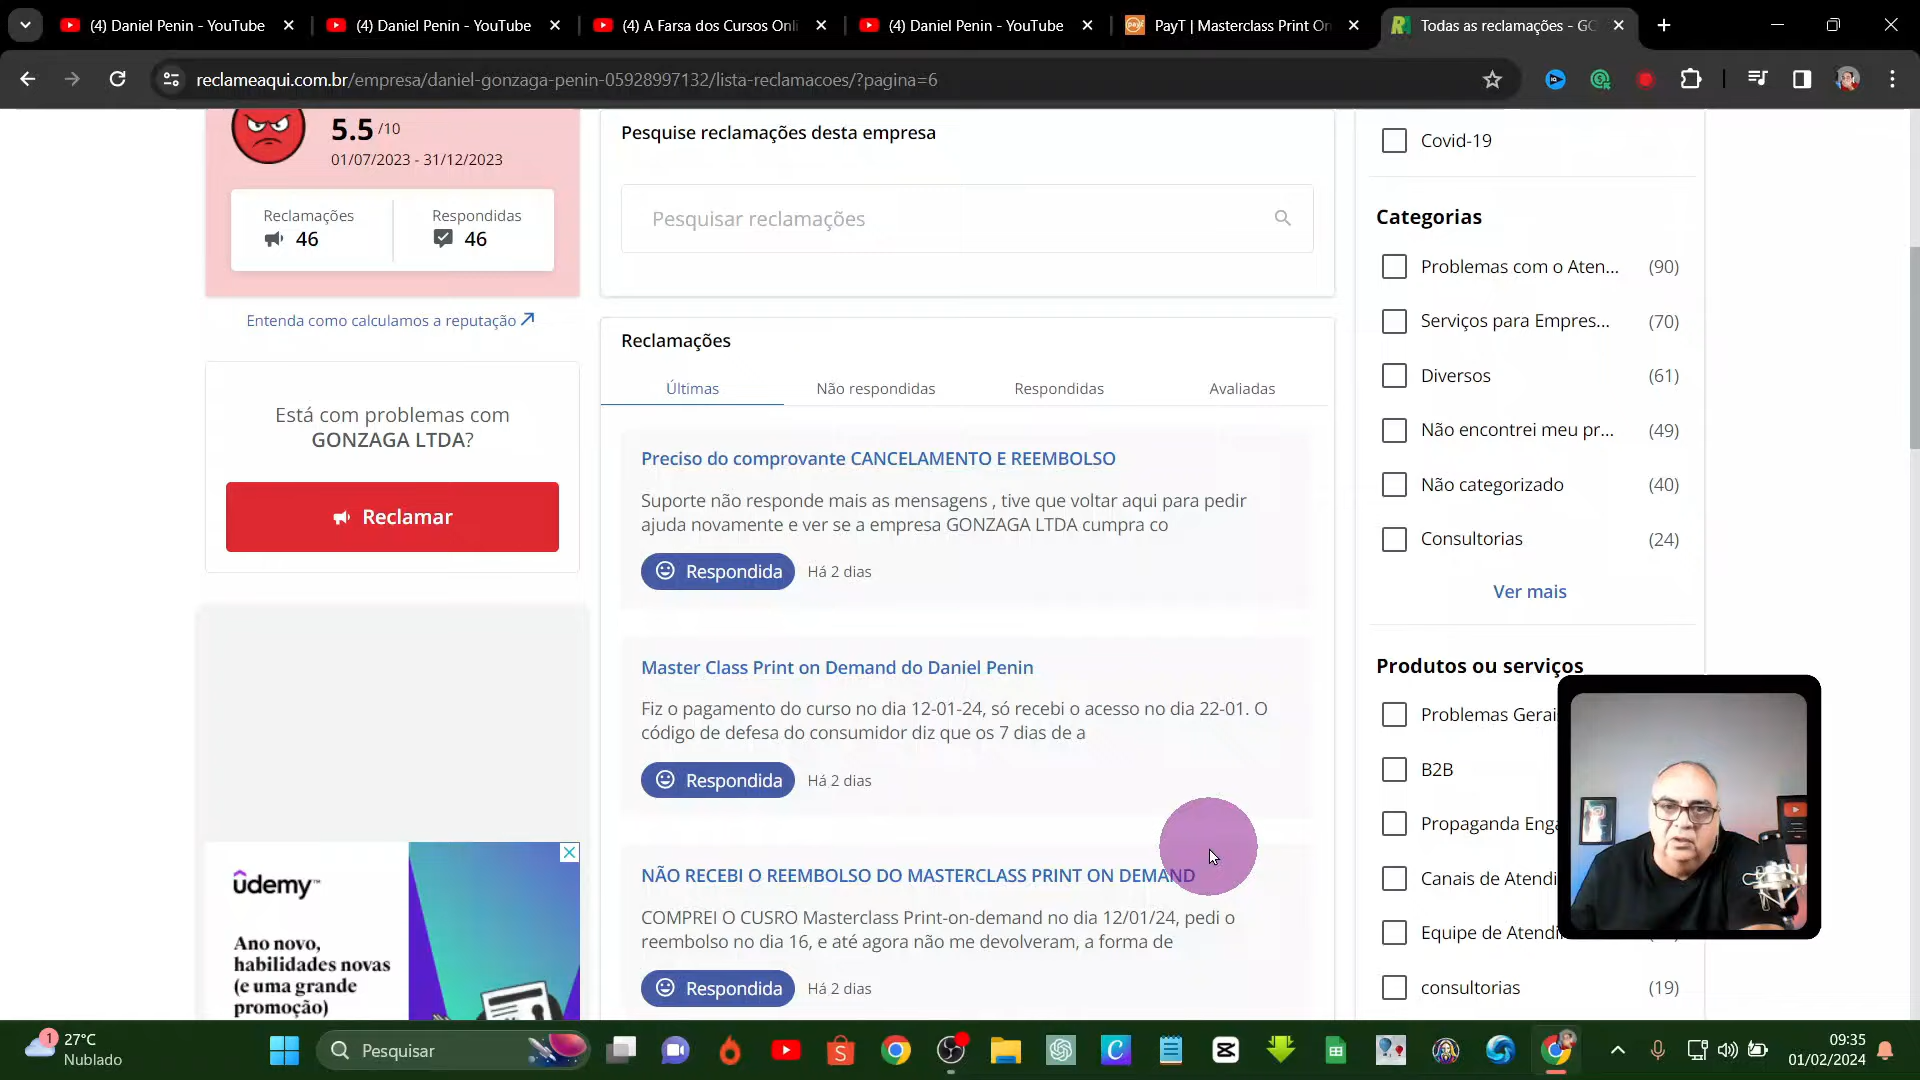 (4) Daniel Penin - YouTube
(4) Daniel Penin - YouTube
(4) A Farsa dos Cursos Onli
(4) Daniel Penin - YouTube
PayT | Masterclass Print On
Todas as reclamações - GO
reclameaqui.com.br/empresa/daniel-gonzaga-penin-05928997132/lista-reclamacoes/?pagina=6
5.5 /10
01/07/2023 - 31/12/2023
Reclamações
46
Respondidas
46
Entenda como calculamos a reputação
Está com problemas com
GONZAGA LTDA?
Reclamar
udemy
Ano novo,
habilidades novas
(e uma grande
promoção)
Pesquise reclamações desta empresa
Pesquisar reclamações
Reclamações
Últimas
Não respondidas
Respondidas
Avaliadas
Preciso do comprovante CANCELAMENTO E REEMBOLSO
Suporte não responde mais as mensagens , tive que voltar aqui para pedir
ajuda novamente e ver se a empresa GONZAGA LTDA cumpra co
Respondida
Há 2 dias
Master Class Print on Demand do Daniel Penin
Fiz o pagamento do curso no dia 12-01-24, só recebi o acesso no dia 22-01. O
código de defesa do consumidor diz que os 7 dias de a
Respondida
Há 2 dias
NÃO RECEBI O REEMBOLSO DO MASTERCLASS PRINT ON DEMAND
COMPREI O CUSRO Masterclass Print-on-demand no dia 12/01/24, pedi o
reembolso no dia 16, e até agora não me devolveram, a forma de
Respondida
Há 2 dias
Covid-19
Categorias
Problemas com o Aten... (90)
Serviços para Empres... (70)
Diversos (61)
Não encontrei meu pr... (49)
Não categorizado (40)
Consultorias (24)
Ver mais
Produtos ou serviços
Problemas Gerai
B2B
Propaganda Enga
Canais de Atendi
Equipe de Atendi
consultorias (19)
1
27°C
Nublado
Pesquisar
09:35
01/02/2024